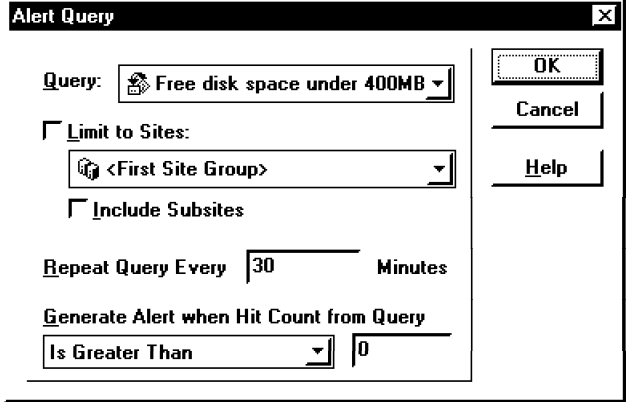 Alert Query
Query: Free disk space under 400MB
OK
Limit to Sites:
Cancel
<First Site Group>
Help
Include Subsites
Repeat Query Every 30 Minutes
Generate Alert when Hit Count from Query
Is Greater Than 0